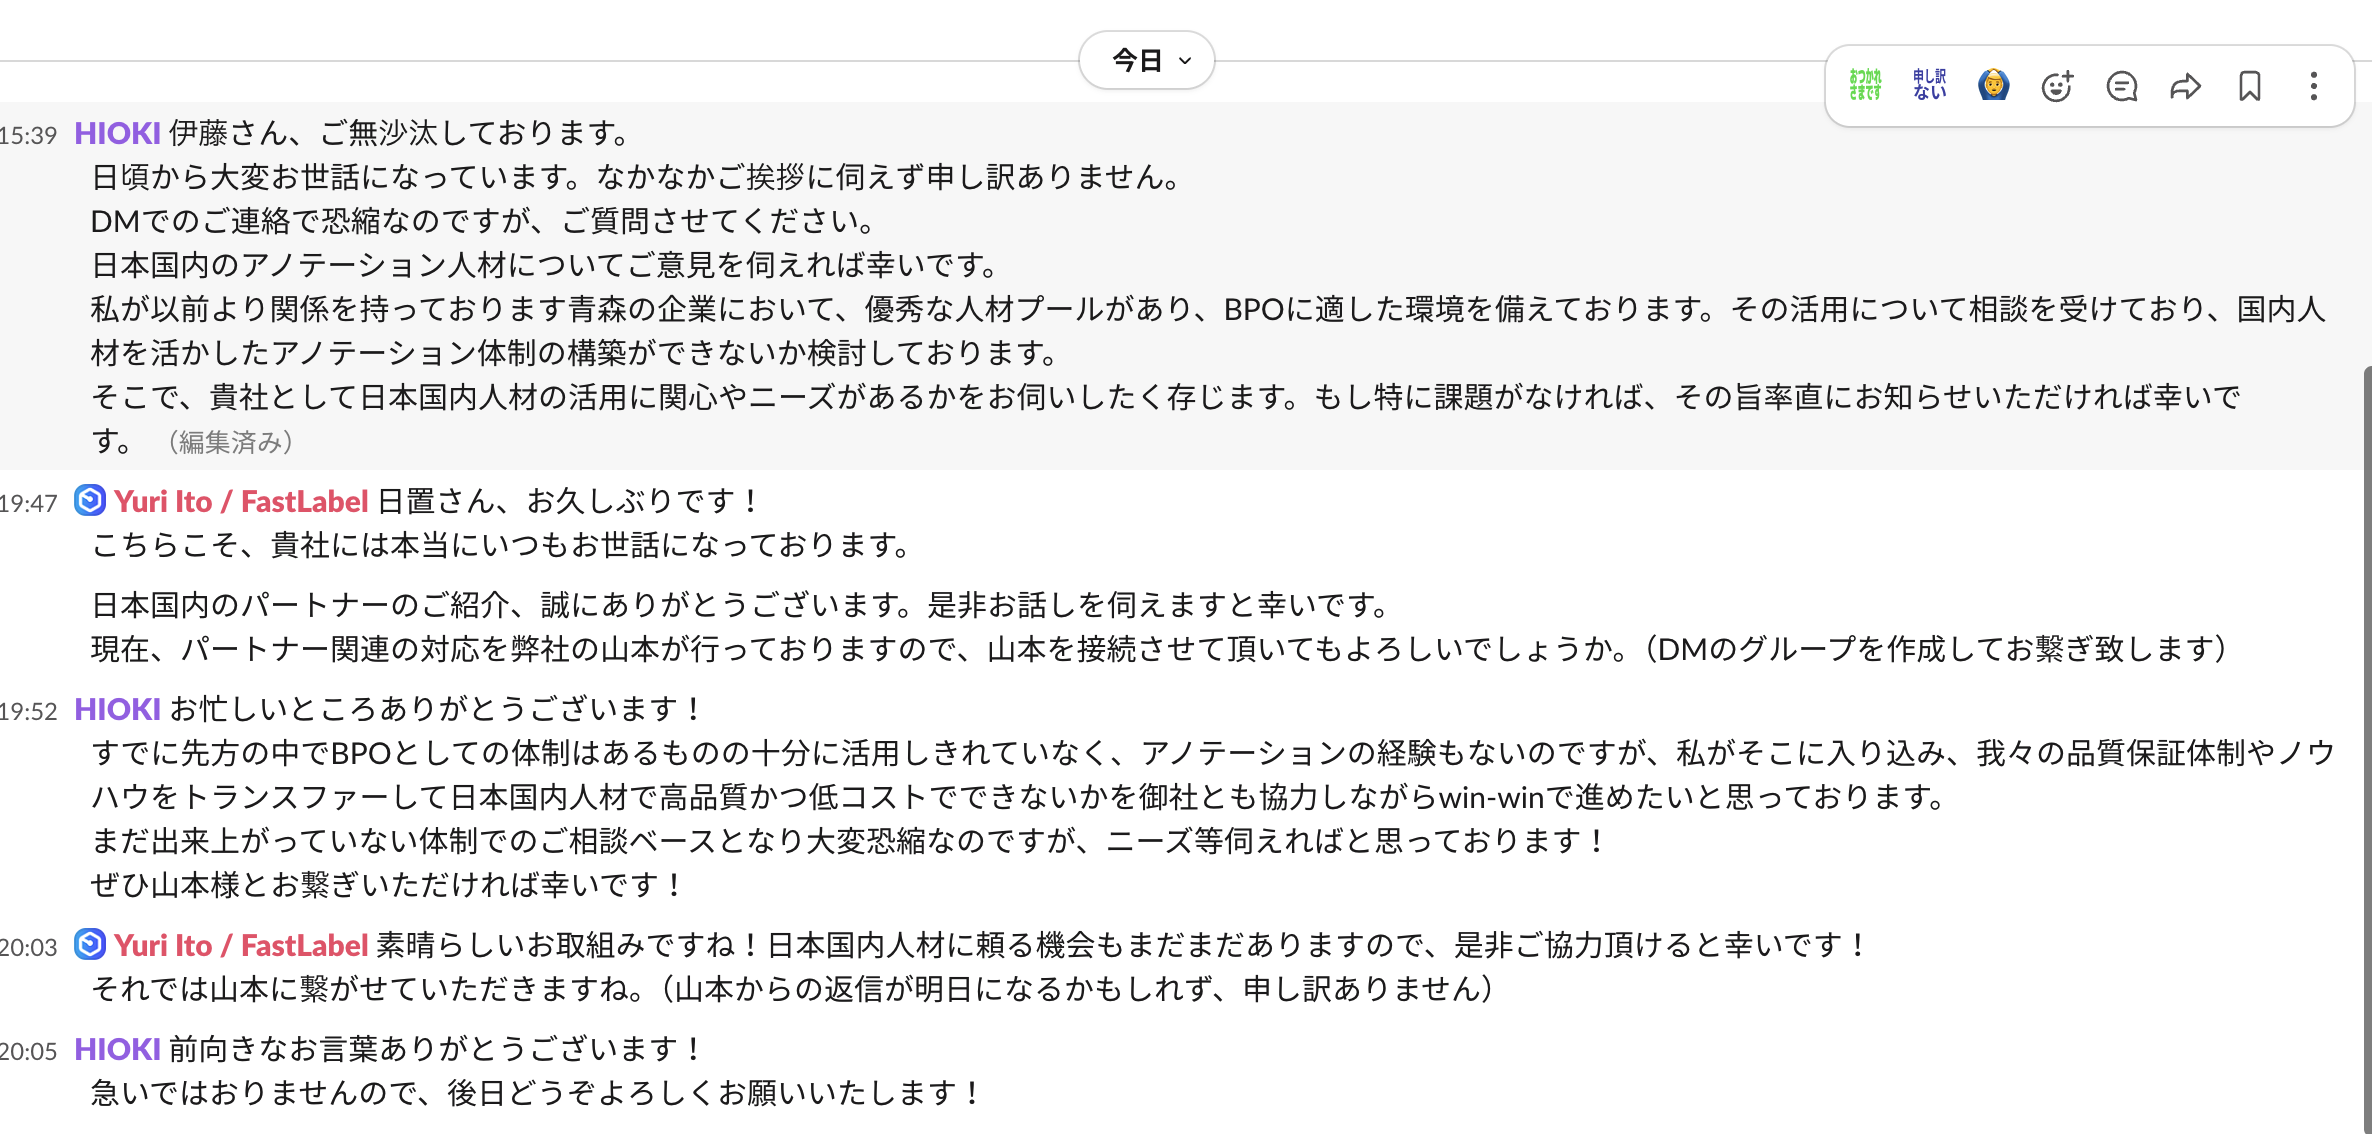 今日
おつかれ
さまです
申し訳
ない
15:39 HIOKI 伊藤さん、ご無沙汰しております。
日頃から大変お世話になっています。なかなかご挨拶に伺えず申し訳ありません。
DMでのご連絡で恐縮なのですが、ご質問させてください。
日本国内のアノテーション人材についてご意見を伺えれば幸いです。
私が以前より関係を持っております青森の企業において、優秀な人材プールがあり、BPOに適した環境を備えております。その活用について相談を受けており、国内人
材を活かしたアノテーション体制の構築ができないか検討しております。
そこで、貴社として日本国内人材の活用に関心やニーズがあるかをお伺いしたく存じます。もし特に課題がなければ、その旨率直にお知らせいただければ幸いで
す。（編集済み）
19:47 Yuri Ito / FastLabel 日置さん、お久しぶりです！
こちらこそ、貴社には本当にいつもお世話になっております。
日本国内のパートナーのご紹介、誠にありがとうございます。是非お話しを伺えますと幸いです。
現在、パートナー関連の対応を弊社の山本が行っておりますので、山本を接続させて頂いてもよろしいでしょうか。（DMのグループを作成してお繋ぎ致します）
19:52 HIOKI お忙しいところありがとうございます！
すでに先方の中でBPOとしての体制はあるものの十分に活用しきれていなく、アノテーションの経験もないのですが、私がそこに入り込み、我々の品質保証体制やノウ
ハウをトランスファーして日本国内人材で高品質かつ低コストでできないかを御社とも協力しながらwin-winで進めたいと思っております。
まだ出来上がっていない体制でのご相談ベースとなり大変恐縮なのですが、ニーズ等伺えればと思っております！
ぜひ山本様とお繋ぎいただければ幸いです！
20:03 Yuri Ito / FastLabel 素晴らしいお取組みですね！日本国内人材に頼る機会もまだまだありますので、是非ご協力頂けると幸いです！
それでは山本に繋がせていただきますね。（山本からの返信が明日になるかもしれず、申し訳ありません）
20:05 HIOKI 前向きなお言葉ありがとうございます！
急いではおりませんので、後日どうぞよろしくお願いいたします！